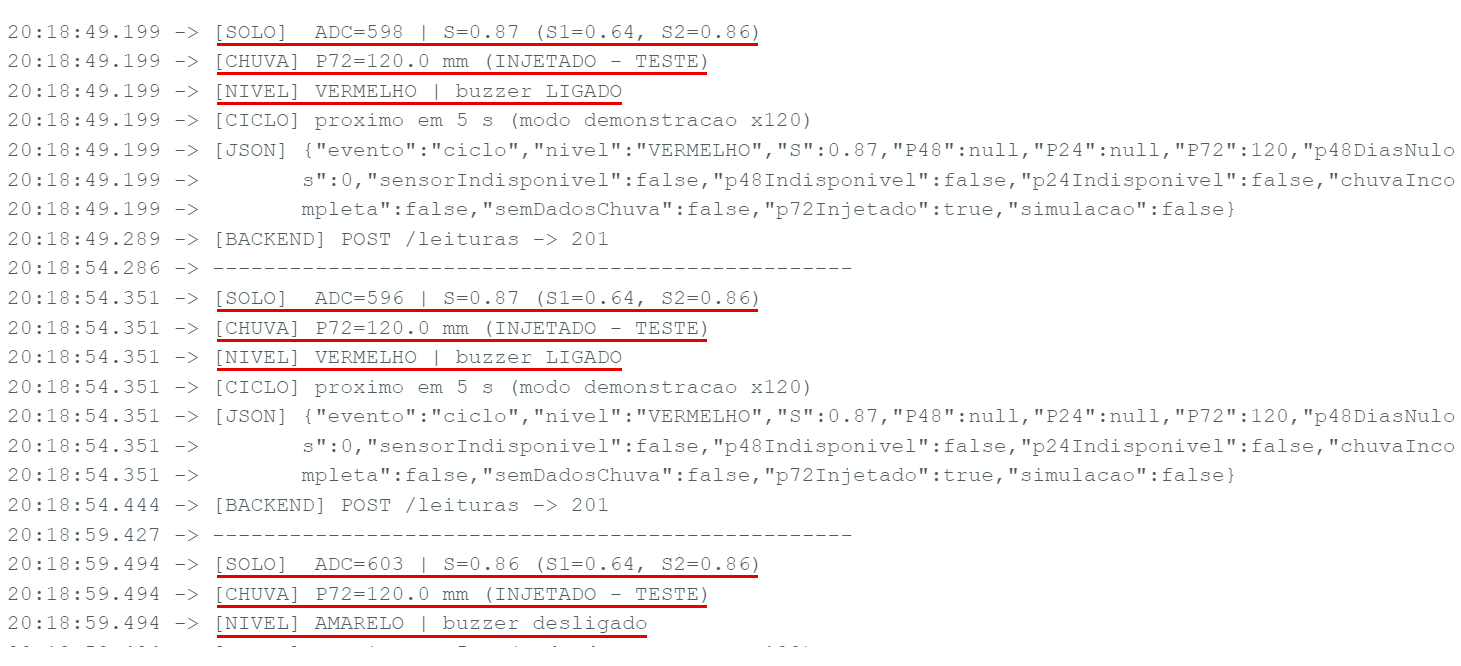 20:18:49.199 -> [SOLO]  ADC=598 | S=0.87 (S1=0.64, S2=0.86)
20:18:49.199 -> [CHUVA] P72=120.0 mm (INJETADO - TESTE)
20:18:49.199 -> [NIVEL] VERMELHO | buzzer LIGADO
20:18:49.199 -> [CICLO] proximo em 5 s (modo demonstracao x120)
20:18:49.199 -> [JSON] {"evento":"ciclo","nivel":"VERMELHO","S":0.87,"P48":null,"P24":null,"P72":120,"p48DiasNulo
20:18:49.199 ->        s":0,"sensorIndisponivel":false,"p48Indisponivel":false,"p24Indisponivel":false,"chuvaInco
20:18:49.199 ->        mpleta":false,"semDadosChuva":false,"p72Injetado":true,"simulacao":false}
20:18:49.289 -> [BACKEND] POST /leituras -> 201
20:18:54.286 -> --------------------------------------------------
20:18:54.351 -> [SOLO]  ADC=596 | S=0.87 (S1=0.64, S2=0.86)
20:18:54.351 -> [CHUVA] P72=120.0 mm (INJETADO - TESTE)
20:18:54.351 -> [NIVEL] VERMELHO | buzzer LIGADO
20:18:54.351 -> [CICLO] proximo em 5 s (modo demonstracao x120)
20:18:54.351 -> [JSON] {"evento":"ciclo","nivel":"VERMELHO","S":0.87,"P48":null,"P24":null,"P72":120,"p48DiasNulo
20:18:54.351 ->        s":0,"sensorIndisponivel":false,"p48Indisponivel":false,"p24Indisponivel":false,"chuvaInco
20:18:54.351 ->        mpleta":false,"semDadosChuva":false,"p72Injetado":true,"simulacao":false}
20:18:54.444 -> [BACKEND] POST /leituras -> 201
20:18:59.427 -> --------------------------------------------------
20:18:59.494 -> [SOLO]  ADC=603 | S=0.86 (S1=0.64, S2=0.86)
20:18:59.494 -> [CHUVA] P72=120.0 mm (INJETADO - TESTE)
20:18:59.494 -> [NIVEL] AMARELO | buzzer desligado